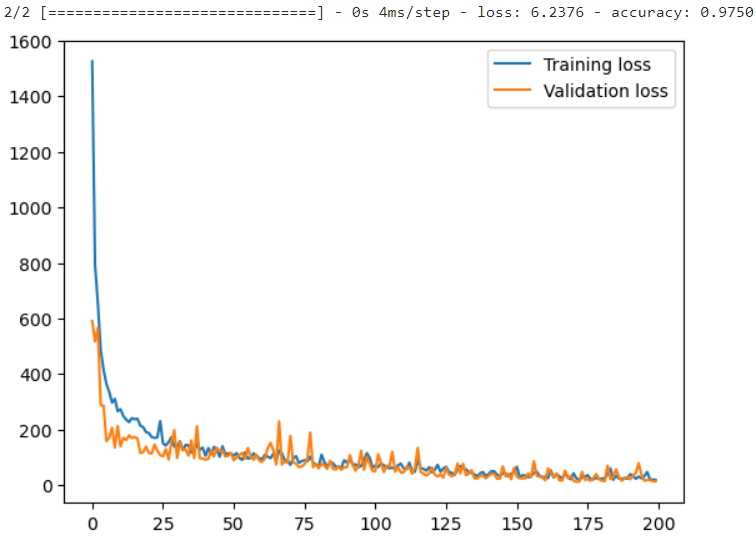 2/2 [==============================] - 0s 4ms/step - loss: 6.2376 - accuracy: 0.9750
1600
Training loss
Validation loss
1400
1200
1000
800
600
400
200
0
0 25 50 75 100 125 150 175 200